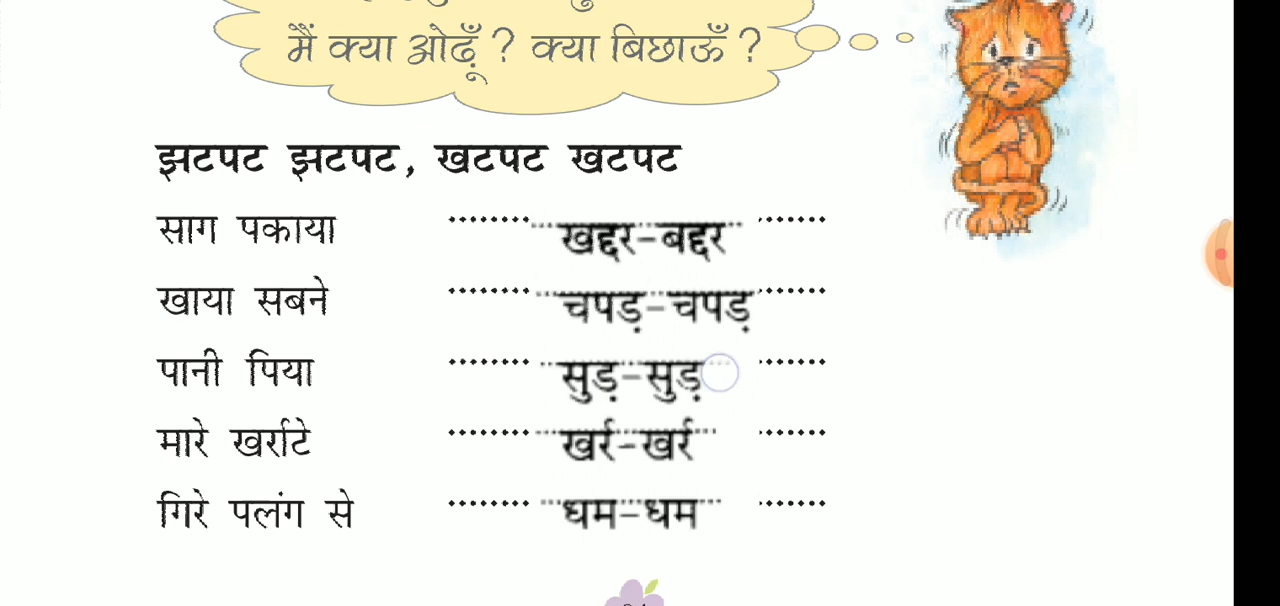 मैं क्या ओढ़ूँ ? क्या बिछाऊँ ?
झटपट झटपट, खटपट खटपट
साग पकाया खद्दर-बद्दर
खाया सबने चपड़-चपड़
पानी पिया सुड़-सुड़
मारे खर्राटे खर्र-खर्र
गिरे पलंग से धम-धम